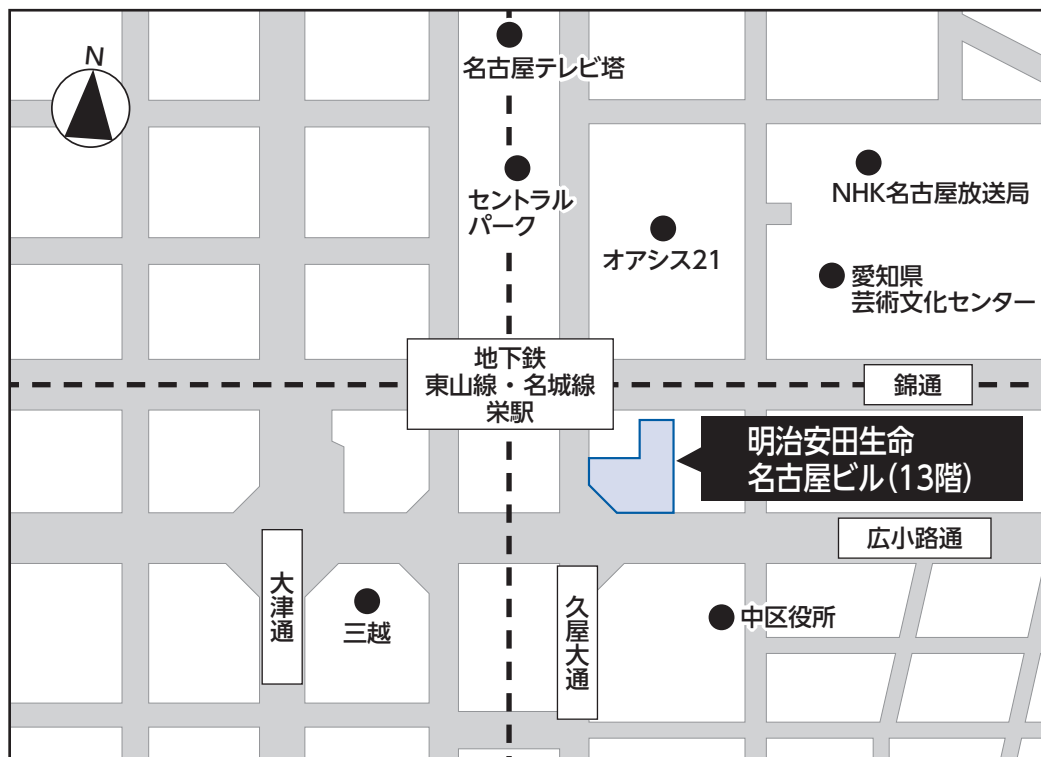 N
名古屋テレビ塔
セントラル
パーク
NHK名古屋放送局
オアシス21
愛知県
芸術文化センター
地下鉄
東山線・名城線
栄駅
錦通
明治安田生命
名古屋ビル(13階)
広小路通
大津通
三越
久屋大通
中区役所